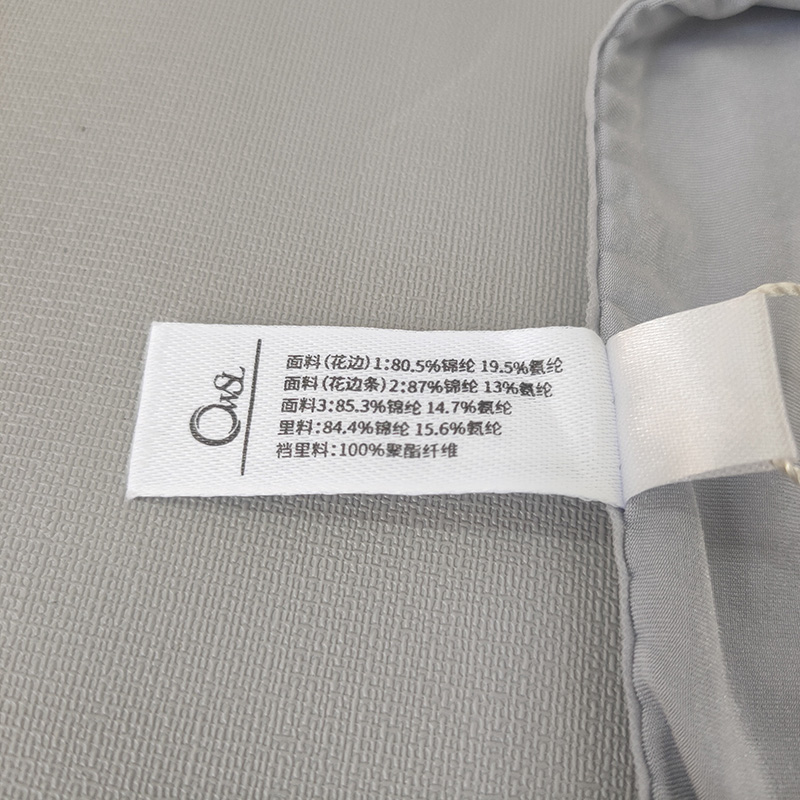 QWSL
面料(花边)1:80.5%锦纶 19.5%氨纶
面料(花边条)2:87%锦纶 13%氨纶
面料3:85.3%锦纶 14.7%氨纶
里料:84.4%锦纶 15.6%氨纶
裆里料:100%聚酯纤维